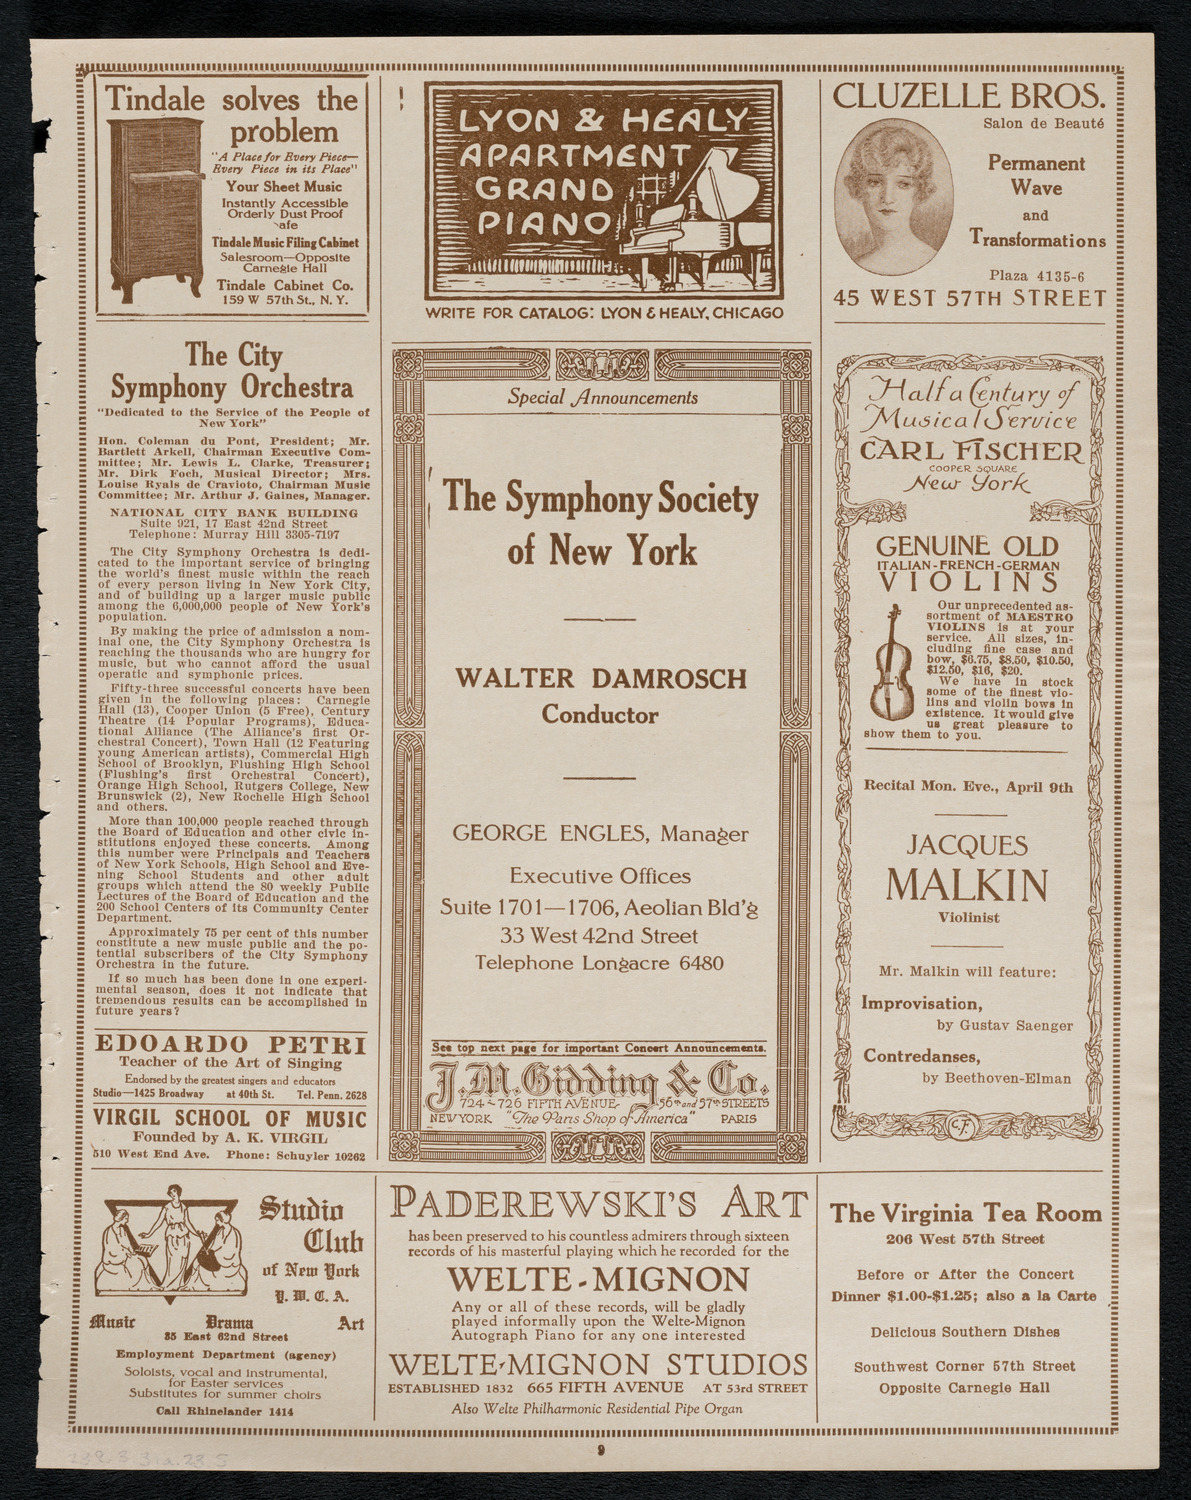 Tindale solves the
problem
"A Place for Every Piece—
Every Piece in its Place"
Your Sheet Music
Instantly Accessible
Orderly Dust Proof
afe
Tindale Music Filing Cabinet
Salesroom—Opposite
Carnegie Hall
Tindale Cabinet Co.
159 W 57th St., N. Y.
The City
Symphony Orchestra
"Dedicated to the Service of the People of
New York"
Hon. Coleman du Pont, President; Mr.
Bartlett Arkell, Chairman Executive Com-
mittee; Mr. Lewis L. Clarke, Treasurer;
Mr. Dirk Foch, Musical Director; Mrs.
Louise Ryals de Cravioto, Chairman Music
Committee; Mr. Arthur J. Gaines, Manager.
NATIONAL CITY BANK BUILDING
Suite 921, 17 East 42nd Street
Telephone: Murray Hill 3305-7197
The City Symphony Orchestra is dedi-
cated to the important service of bringing
the world's finest music within the reach
of every person living in New York City,
and of building up a larger music public
among the 6,000,000 people of New York's
population.
By making the price of admission a nom-
inal one, the City Symphony Orchestra is
reaching the thousands who are hungry for
music, but who cannot afford the usual
operatic and symphonic prices.
Fifty-three successful concerts have been
given in the following places: Carnegie
Hall (13), Cooper Union (5 Free), Century
Theatre (14 Popular Programs), Educa-
tional Alliance (The Alliance's first Or-
chestral Concert), Town Hall (12 Featuring
young American artists), Commercial High
School of Brooklyn, Flushing High School
(Flushing's first Orchestral Concert),
Orange High School, Rutgers College, New
Brunswick (2), New Rochelle High School
and others.
More than 100,000 people reached through
the Board of Education and other civic in-
stitutions enjoyed these concerts. Among
this number were Principals and Teachers
of New York Schools, High School and Eve-
ning School Students and other adult
groups which attend the 80 weekly Public
Lectures of the Board of Education and the
200 School Centers of its Community Center
Department.
Approximately 75 per cent of this number
constitute a new music public and the po-
tential subscribers of the City Symphony
Orchestra in the future.
If so much has been done in one experi-
mental season, does it not indicate that
tremendous results can be accomplished in
future years?
EDOARDO PETRI
Teacher of the Art of Singing
Endorsed by the greatest singers and educators
Studio—1425 Broadway at 40th St. Tel. Penn. 2628
VIRGIL SCHOOL OF MUSIC
Founded by A. K. VIRGIL
510 West End Ave. Phone: Schuyler 10262
LYON & HEALY
APARTMENT
GRAND
PIANO
WRITE FOR CATALOG: LYON & HEALY, CHICAGO
Special Announcements
The Symphony Society
of New York
WALTER DAMROSCH
Conductor
GEORGE ENGLES, Manager
Executive Offices
Suite 1701—1706, Aeolian Bld'g
33 West 42nd Street
Telephone Longacre 6480
See top next page for important Concert Announcements.
J. M. Gidding & Co.
724-726 FIFTH AVENUE 56th and 57th STREETS
NEW YORK "The Paris Shop of America" PARIS
CLUZELLE BROS.
Salon de Beauté
Permanent
Wave
and
Transformations
Plaza 4135-6
45 WEST 57TH STREET
Half a Century of
Musical Service
CARL FISCHER
COOPER SQUARE
New York
GENUINE OLD
ITALIAN-FRENCH-GERMAN
VIOLINS
Our unprecedented as-
sortment of MAESTRO
VIOLINS is at your
service. All sizes, in-
cluding fine case and
bow, $6.75, $8.50, $10.50,
$12.50, $16, $20.
We have in stock
some of the finest vio-
lins and violin bows in
existence. It would give
us great pleasure to
show them to you.
Recital Mon. Eve., April 9th
JACQUES
MALKIN
Violinist
Mr. Malkin will feature:
Improvisation,
by Gustav Saenger
Contredanses,
by Beethoven-Elman
CF
Studio
Club
of New York
Y. W. C. A.
Music Drama Art
35 East 62nd Street
Employment Department (agency)
Soloists, vocal and instrumental,
for Easter services
Substitutes for summer choirs
Call Rhinelander 1414
PADEREWSKI'S ART
has been preserved to his countless admirers through sixteen
records of his masterful playing which he recorded for the
WELTE-MIGNON
Any or all of these records, will be gladly
played informally upon the Welte-Mignon
Autograph Piano for any one interested
WELTE-MIGNON STUDIOS
ESTABLISHED 1832 665 FIFTH AVENUE AT 53rd STREET
Also Welte Philharmonic Residential Pipe Organ
The Virginia Tea Room
206 West 57th Street
Before or After the Concert
Dinner $1.00-$1.25; also a la Carte
Delicious Southern Dishes
Southwest Corner 57th Street
Opposite Carnegie Hall
9